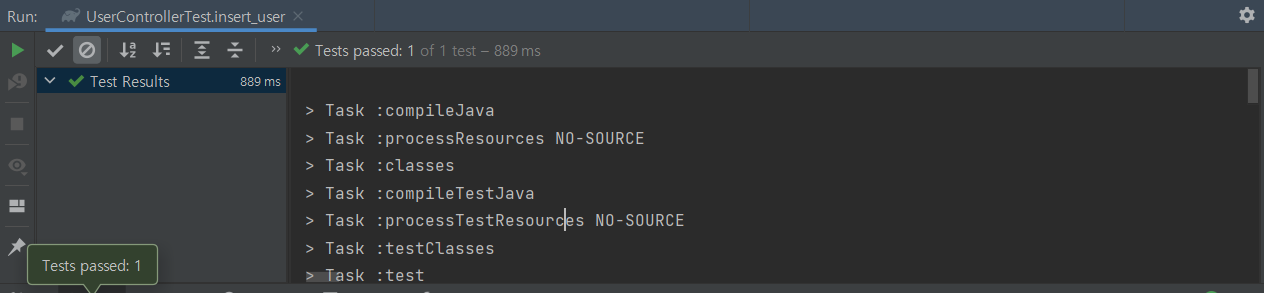 Run: UserControllerTest.insert_user ×
» Tests passed: 1 of 1 test – 889 ms
Test Results 889 ms
> Task :compileJava
> Task :processResources NO-SOURCE
> Task :classes
> Task :compileTestJava
> Task :processTestResources NO-SOURCE
> Task :testClasses
> Task :test
Tests passed: 1